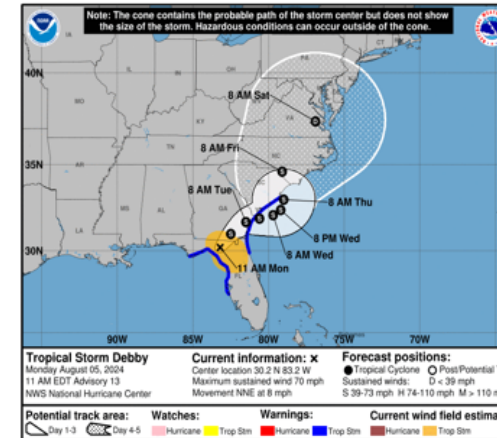 Note: The cone contains the probable path of the storm center but does not show
the size of the storm. Hazardous conditions can occur outside of the cone.
40N
35N
30N
25N
8 AM Sat
8 AM Fri
8 AM Tue
8 AM Thu
8 PM Wed
8 AM Wed
11 AM Mon
90W 85W 80W 75W 70W
Tropical Storm Debby
Monday August 05, 2024
11 AM EDT Advisory 13
NWS National Hurricane Center
Current information: x
Center location 30.2 N 83.2 W
Maximum sustained wind 70 mph
Movement NNE at 8 mph
Forecast positions:
Tropical Cyclone Post/Potential T
Sustained winds: D < 39 mph
S 39-73 mph H 74-110 mph M > 110 m
Potential track area:
Day 1-3 Day 4-5
Watches:
Hurricane Trop Stm
Warnings:
Hurricane Trop Stm
Current wind field estima
Hurricane Trop Stm